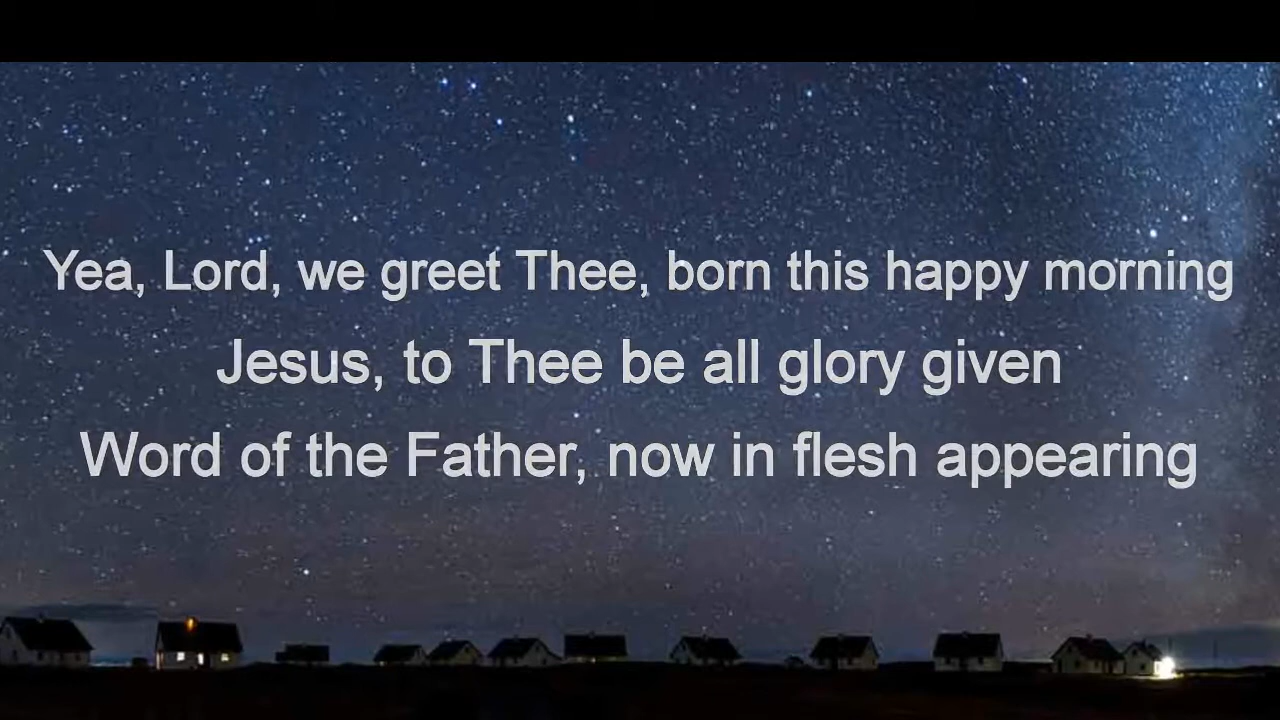 Yea, Lord, we greet Thee, born this happy morning
Jesus, to Thee be all glory given
Word of the Father, now in flesh appearing